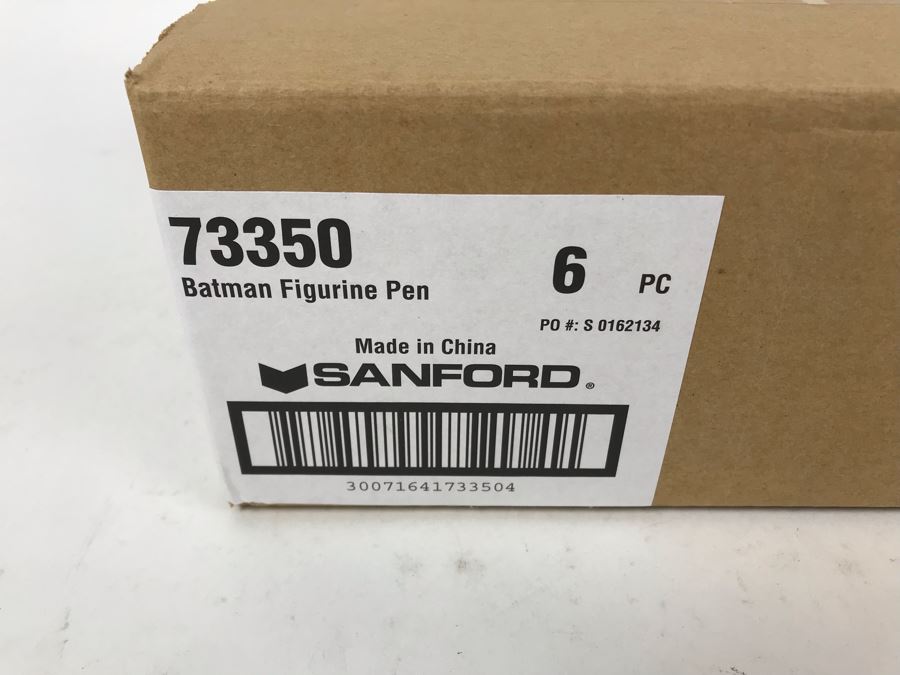 73350
Batman Figurine Pen
6 PC
PO #: S 0162134
Made in China
SANFORD®
30071641733504